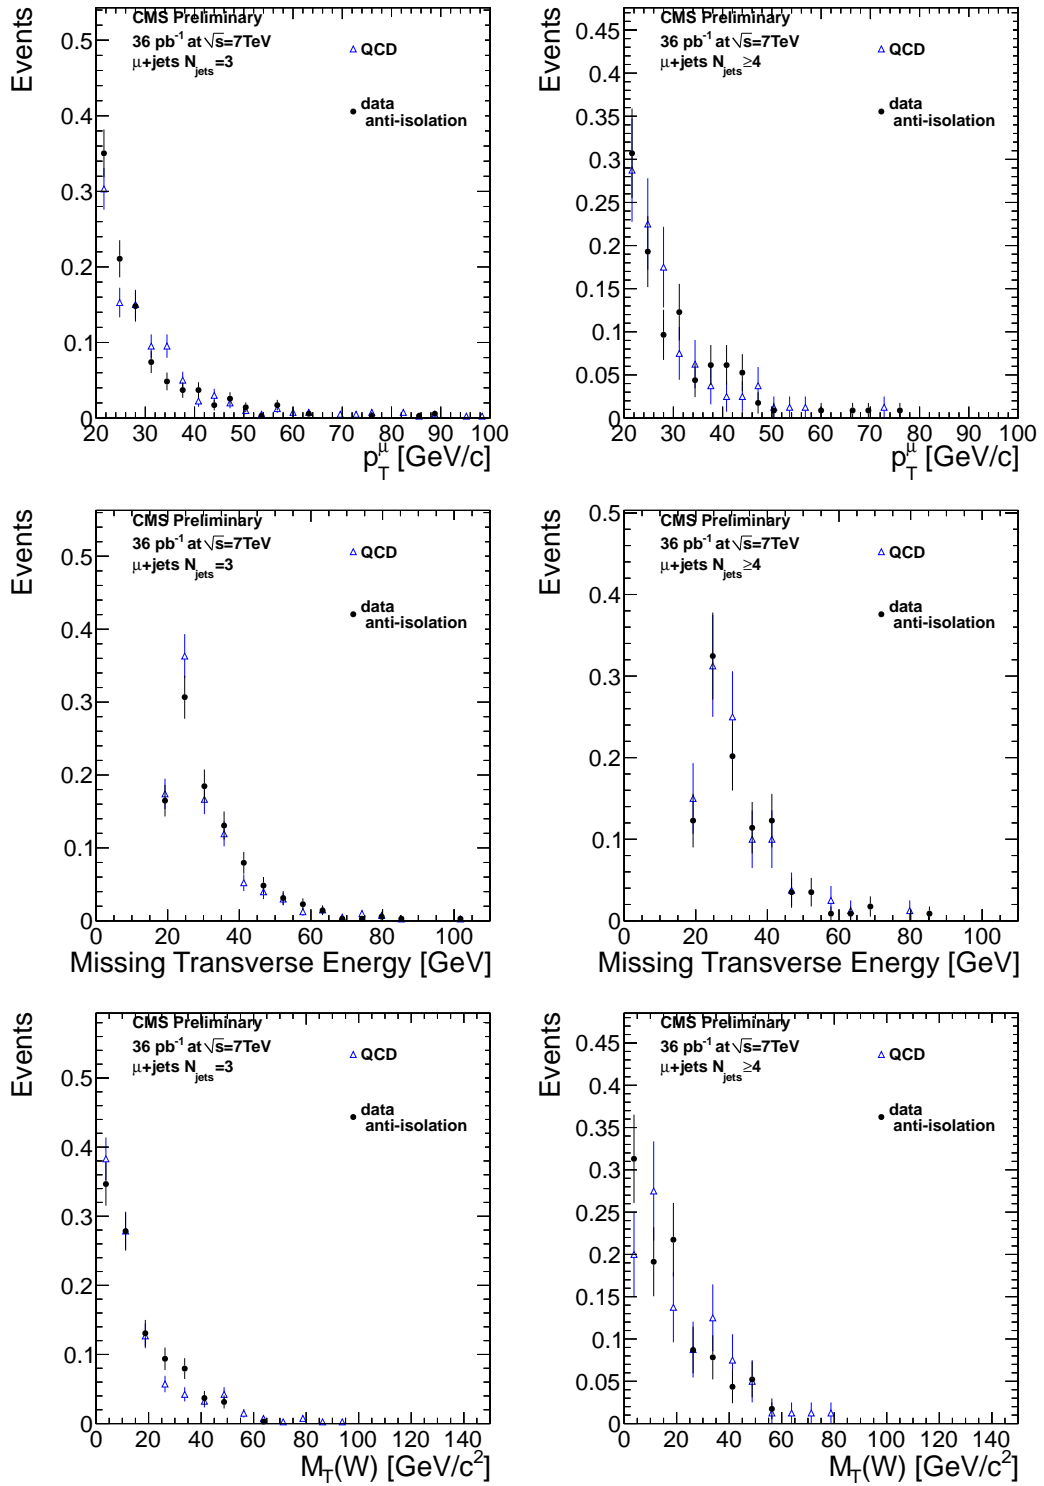 Events
CMS Preliminary
36 pb⁻¹ at √s=7TeV
μ+jets N_jets=3
QCD
data
anti-isolation
0.5
0.4
0.3
0.2
0.1
0
20 30 40 50 60 70 80 90 100
p_T^μ [GeV/c]
Events
CMS Preliminary
36 pb⁻¹ at √s=7TeV
μ+jets N_jets≥4
QCD
data
anti-isolation
0.45
0.4
0.35
0.3
0.25
0.2
0.15
0.1
0.05
0
20 30 40 50 60 70 80 90 100
p_T^μ [GeV/c]
Events
CMS Preliminary
36 pb⁻¹ at √s=7TeV
μ+jets N_jets=3
QCD
data
anti-isolation
0.5
0.4
0.3
0.2
0.1
0
0 20 40 60 80 100
Missing Transverse Energy [GeV]
Events
CMS Preliminary
36 pb⁻¹ at √s=7TeV
μ+jets N_jets≥4
QCD
data
anti-isolation
0.5
0.4
0.3
0.2
0.1
0
0 20 40 60 80 100
Missing Transverse Energy [GeV]
Events
CMS Preliminary
36 pb⁻¹ at √s=7TeV
μ+jets N_jets=3
QCD
data
anti-isolation
0.5
0.4
0.3
0.2
0.1
0
0 20 40 60 80 100 120 140
M_T(W) [GeV/c²]
Events
CMS Preliminary
36 pb⁻¹ at √s=7TeV
μ+jets N_jets≥4
QCD
data
anti-isolation
0.45
0.4
0.35
0.3
0.25
0.2
0.15
0.1
0.05
0
0 20 40 60 80 100 120 140
M_T(W) [GeV/c²]